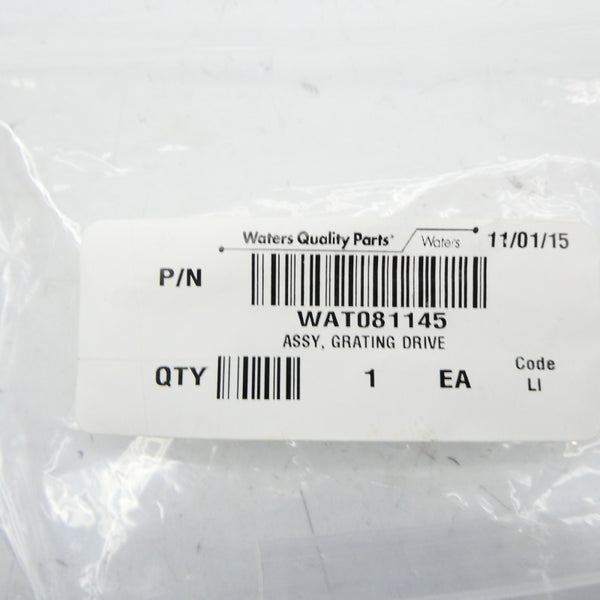 Waters Quality Parts Waters 11/01/15
P/N
WAT081145
ASSY, GRATING DRIVE
QTY 1 EA Code
LI